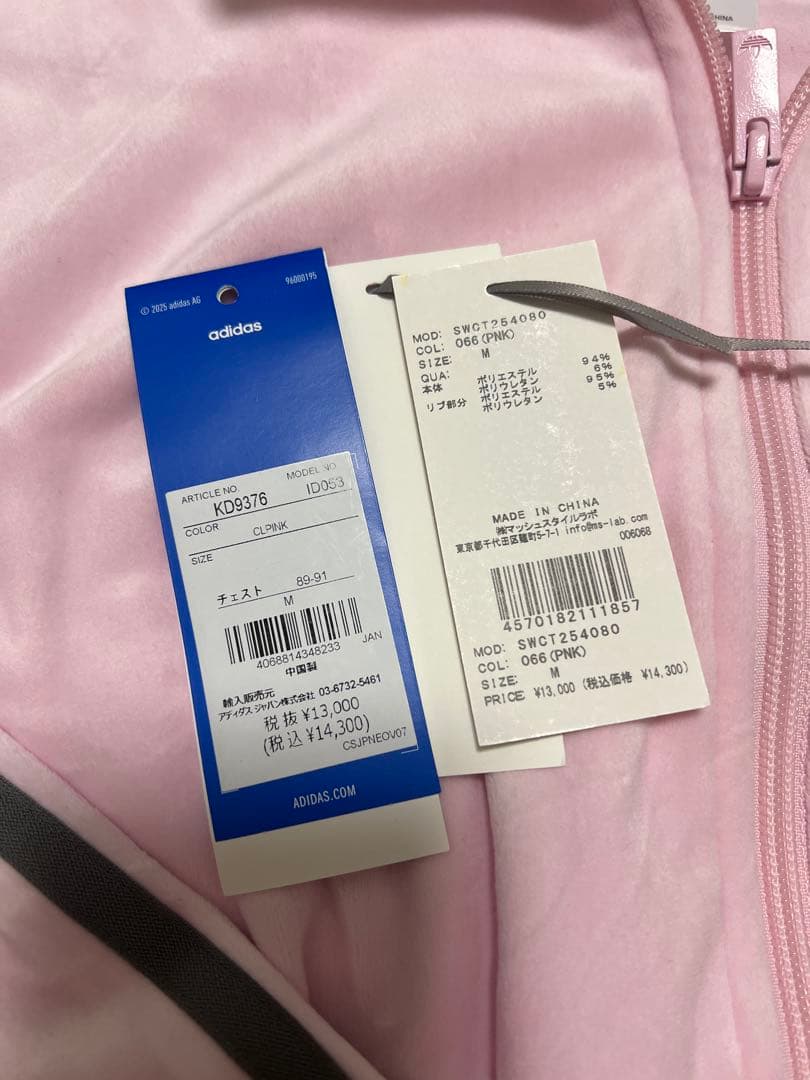 CHINA
© 2025 adidas AG
96000195
adidas
ARTICLE NO.
MODEL NO
KD9376
ID053
COLOR
CLPINK
SIZE
チェスト 89-91
M
4068814348233
JAN
中国製
輸入販売元
アディダス ジャパン株式会社 03-6732-5461
税抜 ¥13,000
(税込 ¥14,300)
CSJPNEOV07
ADIDAS.COM
MOD: SWCT254080
COL: 066(PNK)
SIZE: M
QUA:
本体 ポリエステル 94%
ポリウレタン 6%
リブ部分 ポリエステル 95%
ポリウレタン 5%
MADE IN CHINA
㈱マッシュスタイルラボ
東京都千代田区麹町5-7-1 info@ms-lab.com
006068
4570182111857
MOD: SWCT254080
COL: 066(PNK)
SIZE: M
PRICE: ¥13,000 (税込価格 ¥14,300)